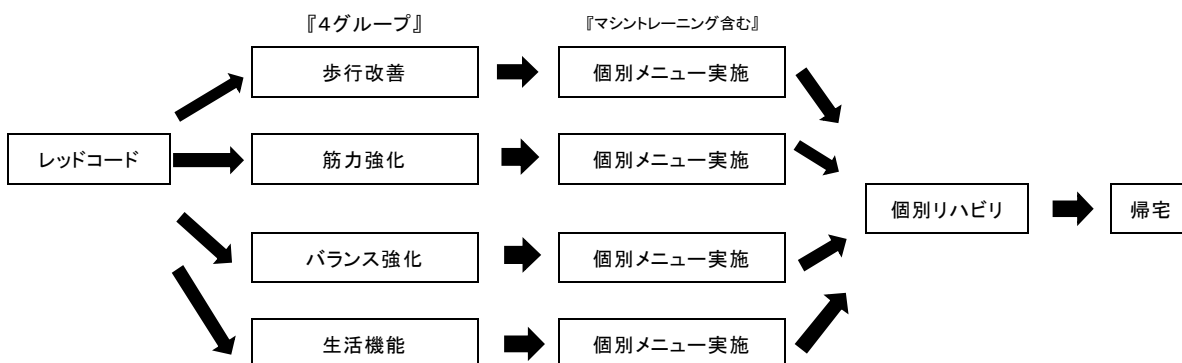 『4グループ』
『マシントレーニング含む』
歩行改善
個別メニュー実施
レッドコード
筋力強化
個別メニュー実施
個別リハビリ
帰宅
バランス強化
個別メニュー実施
生活機能
個別メニュー実施